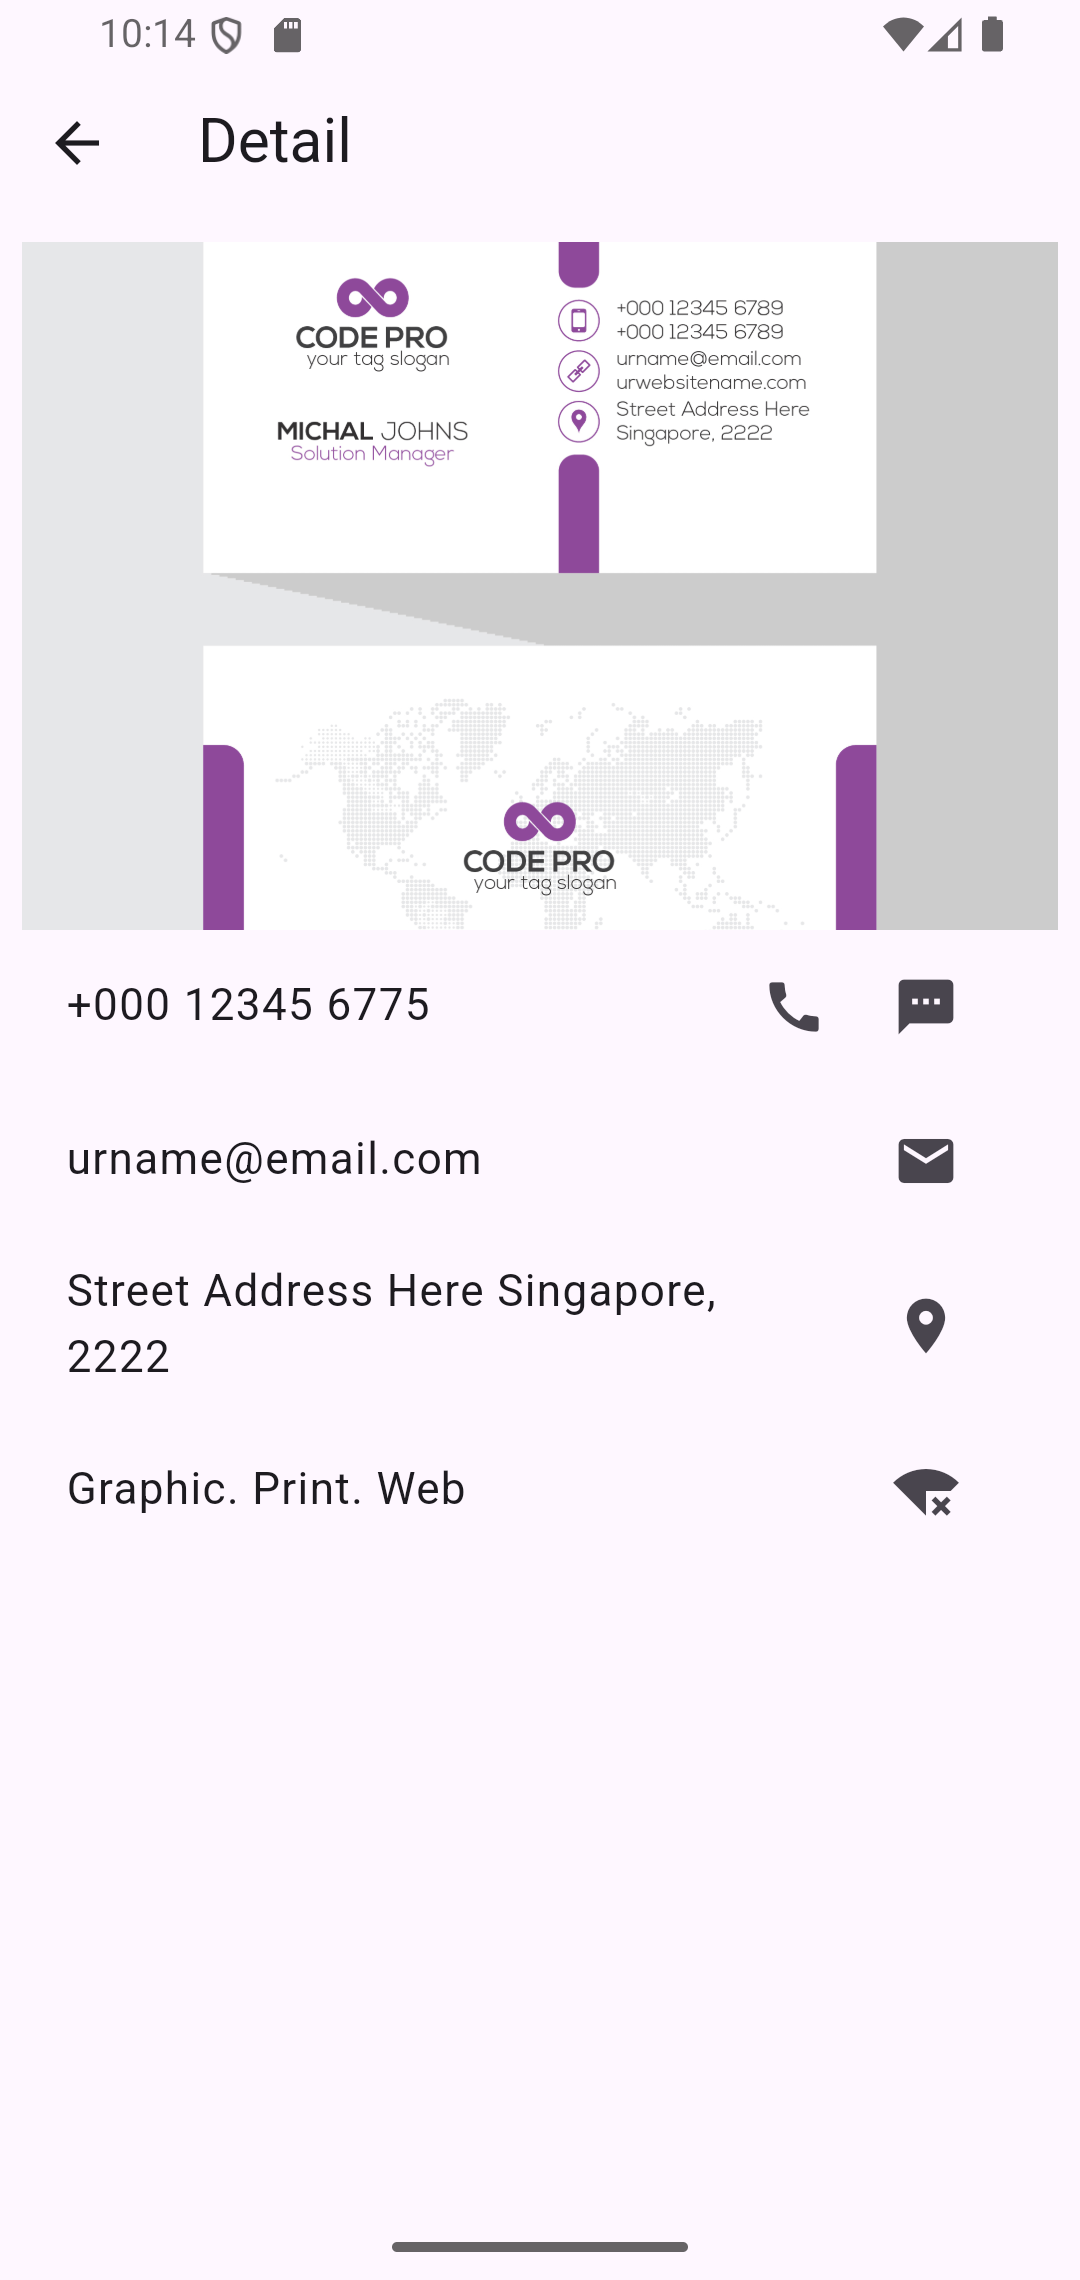 10:14
Detail
CODE PRO
your tag slogan
MICHAL JOHNS
Solution Manager
+000 12345 6789
+000 12345 6789
urname@email.com
urwebsitename.com
Street Address Here
Singapore, 2222
CODE PRO
your tag slogan
+000 12345 6775
urname@email.com
Street Address Here Singapore,
2222
Graphic. Print. Web